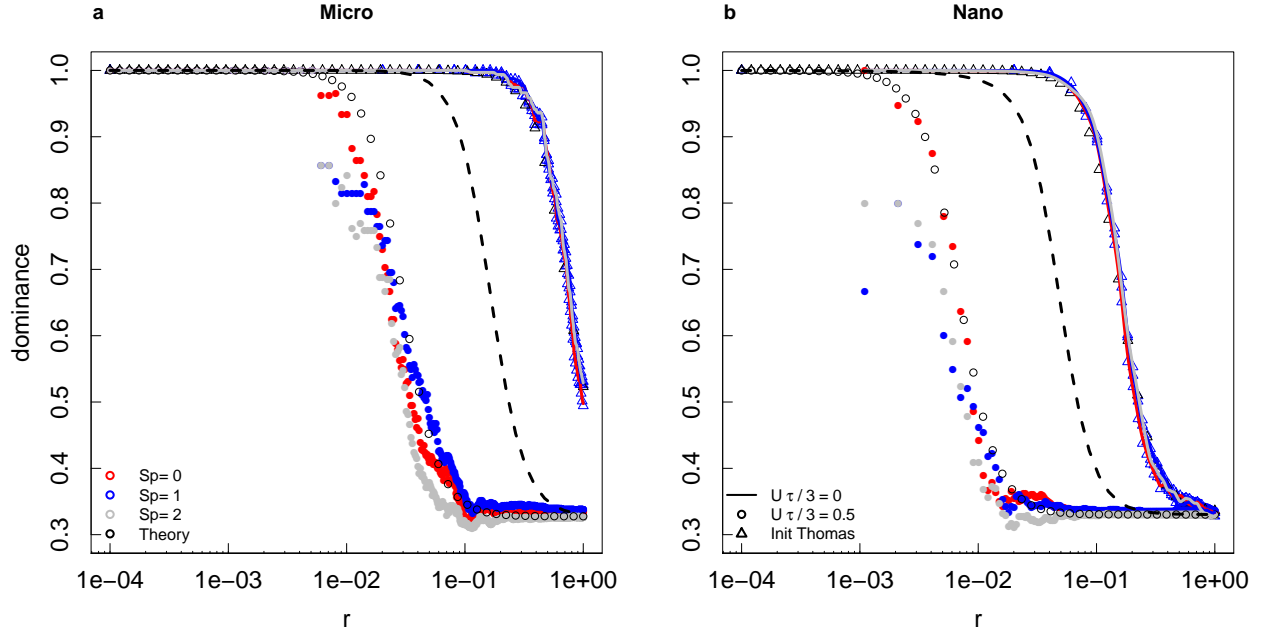 a Micro
dominance
1.0
0.9
0.8
0.7
0.6
0.5
0.4
0.3
Sp= 0
Sp= 1
Sp= 2
Theory
1e−04 1e−03 1e−02 1e−01 1e+00
r
b Nano
1.0
0.9
0.8
0.7
0.6
0.5
0.4
0.3
U τ / 3 = 0
U τ / 3 = 0.5
Init Thomas
1e−04 1e−03 1e−02 1e−01 1e+00
r